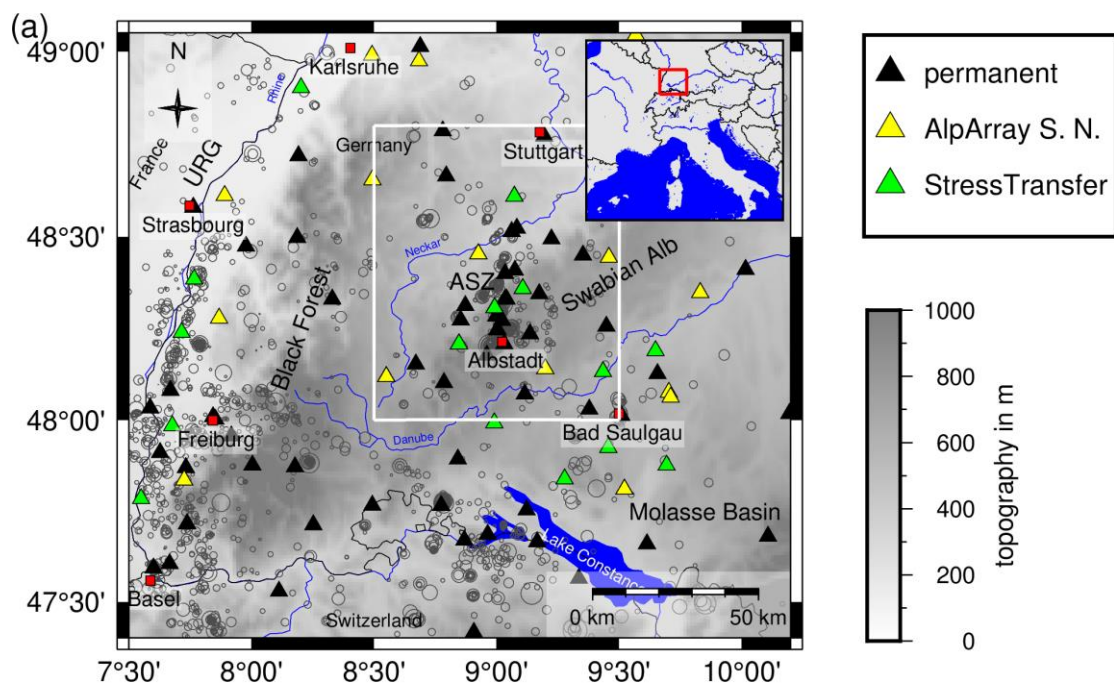 (a)
49°00'
48°30'
48°00'
47°30'
7°30'
8°00'
8°30'
9°00'
9°30'
10°00'
N
Karlsruhe
Rhine
France
URG
Germany
Stuttgart
Strasbourg
Neckar
ASZ
Swabian Alb
Black Forest
Albstadt
Freiburg
Danube
Bad Saulgau
Molasse Basin
Lake Constance
Basel
Switzerland
0 km
50 km
permanent
AlpArray S. N.
StressTransfer
1000
800
600
400
200
0
topography in m